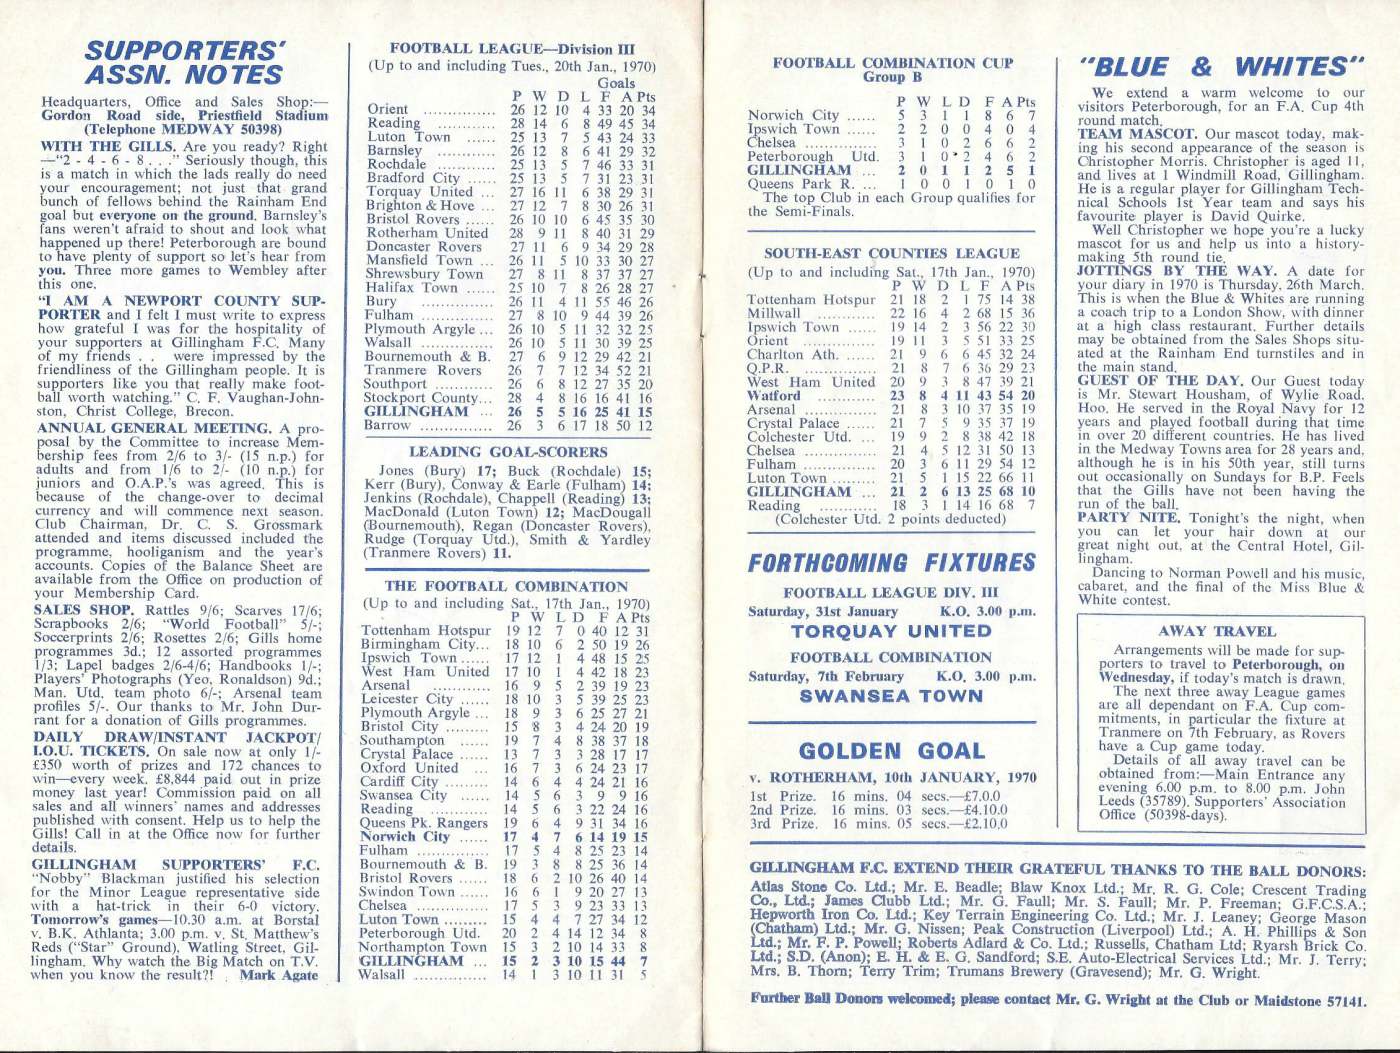 SUPPORTERS'
ASSN. NOTES
Headquarters, Office and Sales Shop:—
Gordon Road side, Priestfield Stadium
(Telephone MEDWAY 50398)
WITH THE GILLS. Are you ready? Right
—"2 - 4 - 6 - 8 . . ." Seriously though, this
is a match in which the lads really do need
your encouragement; not just that grand
bunch of fellows behind the Rainham End
goal but everyone on the ground. Barnsley's
fans weren't afraid to shout and look what
happened up there! Peterborough are bound
to have plenty of support so let's hear from
you. Three more games to Wembley after
this one.
"I AM A NEWPORT COUNTY SUP-
PORTER and I felt I must write to express
how grateful I was for the hospitality of
your supporters at Gillingham F.C. Many
of my friends . . were impressed by the
friendliness of the Gillingham people. It is
supporters like you that really make foot-
ball worth watching." C. F. Vaughan-John-
ston, Christ College, Brecon.
ANNUAL GENERAL MEETING. A pro-
posal by the Committee to increase Mem-
bership fees from 2/6 to 3/- (15 n.p.) for
adults and from 1/6 to 2/- (10 n.p.) for
juniors and O.A.P.'s was agreed. This is
because of the change-over to decimal
currency and will commence next season.
Club Chairman, Dr. C. S. Grossmark
attended and items discussed included the
programme, hooliganism and the year's
accounts. Copies of the Balance Sheet are
available from the Office on production of
your Membership Card.
SALES SHOP. Rattles 9/6; Scarves 17/6;
Scrapbooks 2/6; "World Football" 5/-;
Soccerprints 2/6; Rosettes 2/6; Gills home
programmes 3d.; 12 assorted programmes
1/3; Lapel badges 2/6-4/6; Handbooks 1/-;
Players' Photographs (Yeo, Ronaldson) 9d.;
Man. Utd. team photo 6/-; Arsenal team
profiles 5/-. Our thanks to Mr. John Dur-
rant for a donation of Gills programmes.
DAILY DRAW/INSTANT JACKPOT/
I.O.U. TICKETS. On sale now at only 1/-
£350 worth of prizes and 172 chances to
win—every week. £8,844 paid out in prize
money last year! Commission paid on all
sales and all winners' names and addresses
published with consent. Help us to help the
Gills! Call in at the Office now for further
details.
GILLINGHAM SUPPORTERS' F.C.
"Nobby" Blackman justified his selection
for the Minor League representative side
with a hat-trick in their 6-0 victory.
Tomorrow's games—10.30 a.m. at Borstal
v. B.K. Athlanta; 3.00 p.m. v. St. Matthew's
Reds ("Star" Ground), Watling Street, Gil-
lingham. Why watch the Big Match on T.V.
when you know the result?! Mark Agate
FOOTBALL LEAGUE—Division III
(Up to and including Tues., 20th Jan., 1970)
Goals
P W D L F A Pts
Orient 26 12 10 4 33 20 34
Reading 28 14 6 8 49 45 34
Luton Town 25 13 7 5 43 24 33
Barnsley 26 12 8 6 41 29 32
Rochdale 25 13 5 7 46 33 31
Bradford City 25 13 5 7 31 23 31
Torquay United 27 16 11 6 38 29 31
Brighton & Hove 27 12 7 8 30 26 31
Bristol Rovers 26 10 10 6 45 35 30
Rotherham United 28 9 11 8 40 31 29
Doncaster Rovers 27 11 6 9 34 29 28
Mansfield Town 26 11 5 10 33 30 27
Shrewsbury Town 27 8 11 8 37 37 27
Halifax Town 25 10 7 8 26 28 27
Bury 26 11 4 11 55 46 26
Fulham 27 8 10 9 44 39 26
Plymouth Argyle 26 10 5 11 32 32 25
Walsall 26 10 5 11 30 39 25
Bournemouth & B. 27 6 9 12 29 42 21
Tranmere Rovers 26 7 7 12 34 52 21
Southport 26 6 8 12 27 35 20
Stockport County 28 4 8 16 16 41 16
GILLINGHAM 26 5 5 16 25 41 15
Barrow 26 3 6 17 18 50 12
LEADING GOAL-SCORERS
Jones (Bury) 17; Buck (Rochdale) 15;
Kerr (Bury), Conway & Earle (Fulham) 14;
Jenkins (Rochdale), Chappell (Reading) 13;
MacDonald (Luton Town) 12; MacDougall
(Bournemouth), Regan (Doncaster Rovers),
Rudge (Torquay Utd.), Smith & Yardley
(Tranmere Rovers) 11.
THE FOOTBALL COMBINATION
(Up to and including Sat., 17th Jan., 1970)
P W L D F A Pts
Tottenham Hotspur 19 12 7 0 40 12 31
Birmingham City 18 10 6 2 50 19 26
Ipswich Town 17 12 1 4 48 15 25
West Ham United 17 10 1 4 42 18 23
Arsenal 16 9 5 2 39 19 23
Leicester City 18 10 3 5 39 25 23
Plymouth Argyle 18 9 3 6 25 27 21
Bristol City 15 8 3 4 24 20 19
Southampton 19 7 4 8 38 37 18
Crystal Palace 13 7 3 3 28 17 17
Oxford United 16 7 3 6 24 23 17
Cardiff City 14 6 4 4 24 21 16
Swansea City 14 5 6 3 9 9 16
Reading 14 5 6 3 22 24 16
Queens Pk. Rangers 19 6 4 9 31 34 16
Norwich City 17 4 7 6 14 19 15
Fulham 17 5 4 8 25 23 14
Bournemouth & B. 19 3 8 8 25 36 14
Bristol Rovers 18 6 2 10 26 40 14
Swindon Town 16 6 1 9 20 27 13
Chelsea 17 5 3 9 23 33 13
Luton Town 15 4 4 7 27 34 12
Peterborough Utd. 20 2 4 14 12 34 8
Northampton Town 15 3 2 10 14 33 8
GILLINGHAM 15 2 3 10 15 44 7
Walsall 14 1 3 10 11 31 5
FOOTBALL COMBINATION CUP
Group B
P W L D F A Pts
Norwich City 5 3 1 1 8 6 7
Ipswich Town 2 2 0 0 4 0 4
Chelsea 3 1 0 2 6 6 2
Peterborough Utd. 3 1 0 2 4 6 2
GILLINGHAM 2 0 1 1 2 5 1
Queens Park R. 1 0 0 1 0 1 0
The top Club in each Group qualifies for
the Semi-Finals.
SOUTH-EAST COUNTIES LEAGUE
(Up to and including Sat., 17th Jan., 1970)
P W D L F A Pts
Tottenham Hotspur 21 18 2 1 75 14 38
Millwall 22 16 4 2 68 15 36
Ipswich Town 19 14 2 3 56 22 30
Orient 19 11 3 5 51 33 25
Charlton Ath. 21 9 6 6 45 32 24
Q.P.R. 21 8 7 6 36 29 23
West Ham United 20 9 3 8 47 39 21
Watford 23 8 4 11 43 54 20
Arsenal 21 8 3 10 37 35 19
Crystal Palace 21 7 5 9 35 37 19
Colchester Utd. 19 9 2 8 38 42 18
Chelsea 21 4 5 12 31 50 13
Fulham 20 3 6 11 29 54 12
Luton Town 21 5 1 15 22 66 11
GILLINGHAM 21 2 6 13 25 68 10
Reading 18 3 1 14 16 68 7
(Colchester Utd. 2 points deducted)
FORTHCOMING FIXTURES
FOOTBALL LEAGUE DIV. III
Saturday, 31st January K.O. 3.00 p.m.
TORQUAY UNITED
FOOTBALL COMBINATION
Saturday, 7th February K.O. 3.00 p.m.
SWANSEA TOWN
GOLDEN GOAL
v. ROTHERHAM, 10th JANUARY, 1970
1st Prize. 16 mins. 04 secs.—£7.0.0
2nd Prize. 16 mins. 03 secs.—£4.10.0
3rd Prize. 16 mins. 05 secs.—£2.10.0
"BLUE & WHITES"
We extend a warm welcome to our
visitors Peterborough, for an F.A. Cup 4th
round match.
TEAM MASCOT. Our mascot today, mak-
ing his second appearance of the season is
Christopher Morris. Christopher is aged 11,
and lives at 1 Windmill Road, Gillingham.
He is a regular player for Gillingham Tech-
nical Schools 1st Year team and says his
favourite player is David Quirke.
Well Christopher we hope you're a lucky
mascot for us and help us into a history-
making 5th round tie.
JOTTINGS BY THE WAY. A date for
your diary in 1970 is Thursday, 26th March.
This is when the Blue & Whites are running
a coach trip to a London Show, with dinner
at a high class restaurant. Further details
may be obtained from the Sales Shops situ-
ated at the Rainham End turnstiles and in
the main stand.
GUEST OF THE DAY. Our Guest today
is Mr. Stewart Housham, of Wylie Road.
Hoo. He served in the Royal Navy for 12
years and played football during that time
in over 20 different countries. He has lived
in the Medway Towns area for 28 years and,
although he is in his 50th year, still turns
out occasionally on Sundays for B.P. Feels
that the Gills have not been having the
run of the ball.
PARTY NITE. Tonight's the night, when
you can let your hair down at our
great night out, at the Central Hotel, Gil-
lingham.
Dancing to Norman Powell and his music,
cabaret, and the final of the Miss Blue &
White contest.
AWAY TRAVEL
Arrangements will be made for sup-
porters to travel to Peterborough, on
Wednesday, if today's match is drawn.
The next three away League games
are all dependant on F.A. Cup com-
mitments, in particular the fixture at
Tranmere on 7th February, as Rovers
have a Cup game today.
Details of all away travel can be
obtained from:—Main Entrance any
evening 6.00 p.m. to 8.00 p.m. John
Leeds (35789). Supporters' Association
Office (50398-days).
GILLINGHAM F.C. EXTEND THEIR GRATEFUL THANKS TO THE BALL DONORS:
Atlas Stone Co. Ltd.; Mr. E. Beadle; Blaw Knox Ltd.; Mr. R. G. Cole; Crescent Trading
Co., Ltd.; James Clubb Ltd.; Mr. G. Faull; Mr. S. Faull; Mr. P. Freeman; G.F.C.S.A.;
Hepworth Iron Co. Ltd.; Key Terrain Engineering Co. Ltd.; Mr. J. Leaney; George Mason
(Chatham) Ltd.; Mr. G. Nissen; Peak Construction (Liverpool) Ltd.; A. H. Phillips & Son
Ltd.; Mr. F. P. Powell; Roberts Adlard & Co. Ltd.; Russells, Chatham Ltd; Ryarsh Brick Co.
Ltd.; S.D. (Anon); E. H. & E. G. Sandford; S.E. Auto-Electrical Services Ltd.; Mr. J. Terry;
Mrs. B. Thorn; Terry Trim; Trumans Brewery (Gravesend); Mr. G. Wright.
Further Ball Donors welcomed; please contact Mr. G. Wright at the Club or Maidstone 57141.